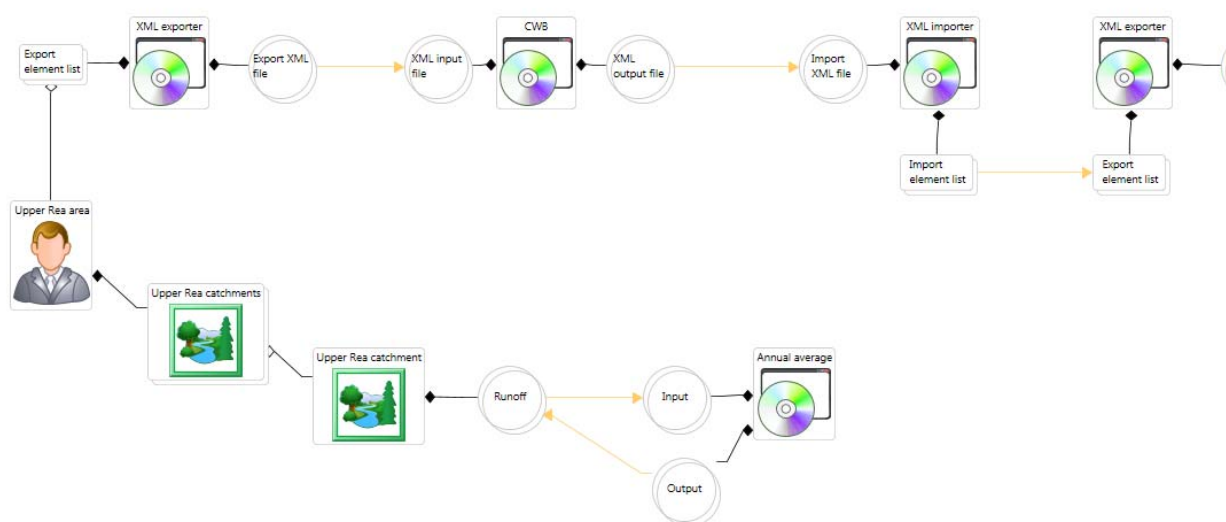 XML exporter
CWB
XML importer
XML exporter
Export
element list
Export XML
file
XML input
file
XML
output file
Import
XML file
Import
element list
Export
element list
Upper Rea area
Upper Rea catchments
Upper Rea catchment
Annual average
Runoff
Input
Output